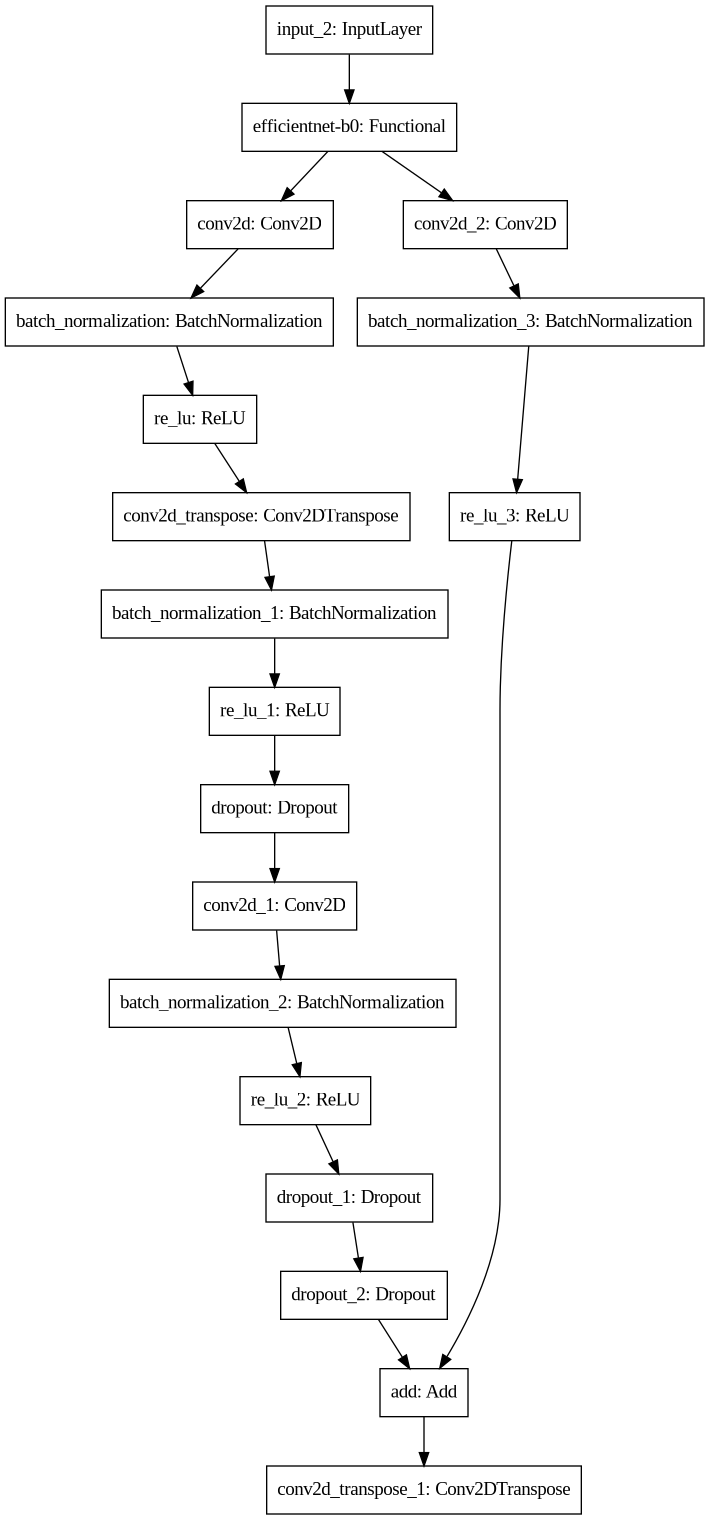 input_2: InputLayer
efficientnet-b0: Functional
conv2d: Conv2D
conv2d_2: Conv2D
batch_normalization: BatchNormalization
batch_normalization_3: BatchNormalization
re_lu: ReLU
conv2d_transpose: Conv2DTranspose
re_lu_3: ReLU
batch_normalization_1: BatchNormalization
re_lu_1: ReLU
dropout: Dropout
conv2d_1: Conv2D
batch_normalization_2: BatchNormalization
re_lu_2: ReLU
dropout_1: Dropout
dropout_2: Dropout
add: Add
conv2d_transpose_1: Conv2DTranspose